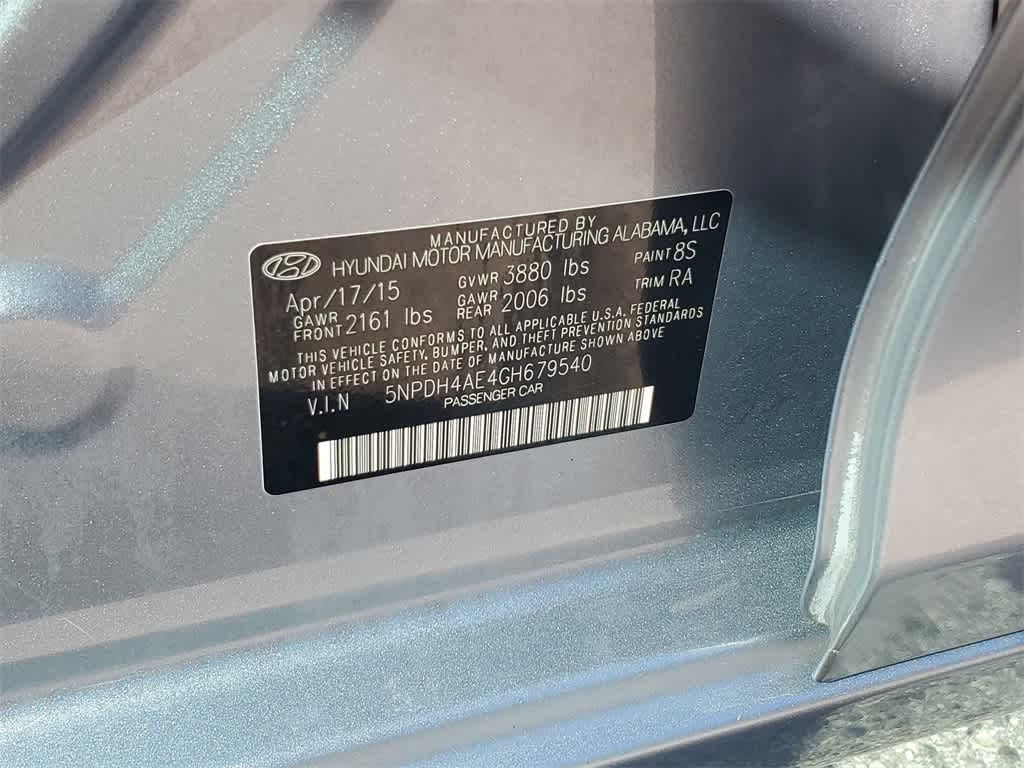 MANUFACTURED BY
HYUNDAI MOTOR MANUFACTURING ALABAMA, LLC
Apr/17/15 GVWR 3880 lbs PAINT 8S
GAWR FRONT 2161 lbs GAWR REAR 2006 lbs TRIM RA
THIS VEHICLE CONFORMS TO ALL APPLICABLE U.S.A. FEDERAL
MOTOR VEHICLE SAFETY, BUMPER, AND THEFT PREVENTION STANDARDS
IN EFFECT ON THE DATE OF MANUFACTURE SHOWN ABOVE
V.I.N 5NPDH4AE4GH679540
PASSENGER CAR